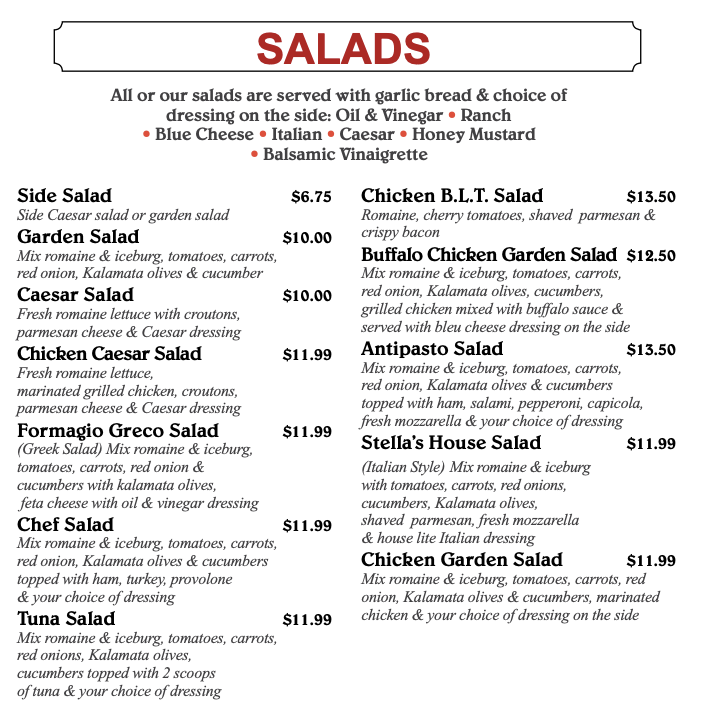 SALADS
All or our salads are served with garlic bread & choice of
dressing on the side: Oil & Vinegar • Ranch
• Blue Cheese • Italian • Caesar • Honey Mustard
• Balsamic Vinaigrette
Side Salad $6.75
Side Caesar salad or garden salad
Garden Salad $10.00
Mix romaine & iceburg, tomatoes, carrots,
red onion, Kalamata olives & cucumber
Caesar Salad $10.00
Fresh romaine lettuce with croutons,
parmesan cheese & Caesar dressing
Chicken Caesar Salad $11.99
Fresh romaine lettuce,
marinated grilled chicken, croutons,
parmesan cheese & Caesar dressing
Formagio Greco Salad $11.99
(Greek Salad) Mix romaine & iceburg,
tomatoes, carrots, red onion &
cucumbers with kalamata olives,
feta cheese with oil & vinegar dressing
Chef Salad $11.99
Mix romaine & iceburg, tomatoes, carrots,
red onion, Kalamata olives & cucumbers
topped with ham, turkey, provolone
& your choice of dressing
Tuna Salad $11.99
Mix romaine & iceburg, tomatoes, carrots,
red onions, Kalamata olives,
cucumbers topped with 2 scoops
of tuna & your choice of dressing
Chicken B.L.T. Salad $13.50
Romaine, cherry tomatoes, shaved parmesan &
crispy bacon
Buffalo Chicken Garden Salad $12.50
Mix romaine & iceburg, tomatoes, carrots,
red onion, Kalamata olives, cucumbers,
grilled chicken mixed with buffalo sauce &
served with bleu cheese dressing on the side
Antipasto Salad $13.50
Mix romaine & iceburg, tomatoes, carrots,
red onion, Kalamata olives & cucumbers
topped with ham, salami, pepperoni, capicola,
fresh mozzarella & your choice of dressing
Stella's House Salad $11.99
(Italian Style) Mix romaine & iceburg
with tomatoes, carrots, red onions,
cucumbers, Kalamata olives,
shaved parmesan, fresh mozzarella
& house lite Italian dressing
Chicken Garden Salad $11.99
Mix romaine & iceburg, tomatoes, carrots, red
onion, Kalamata olives & cucumbers, marinated
chicken & your choice of dressing on the side